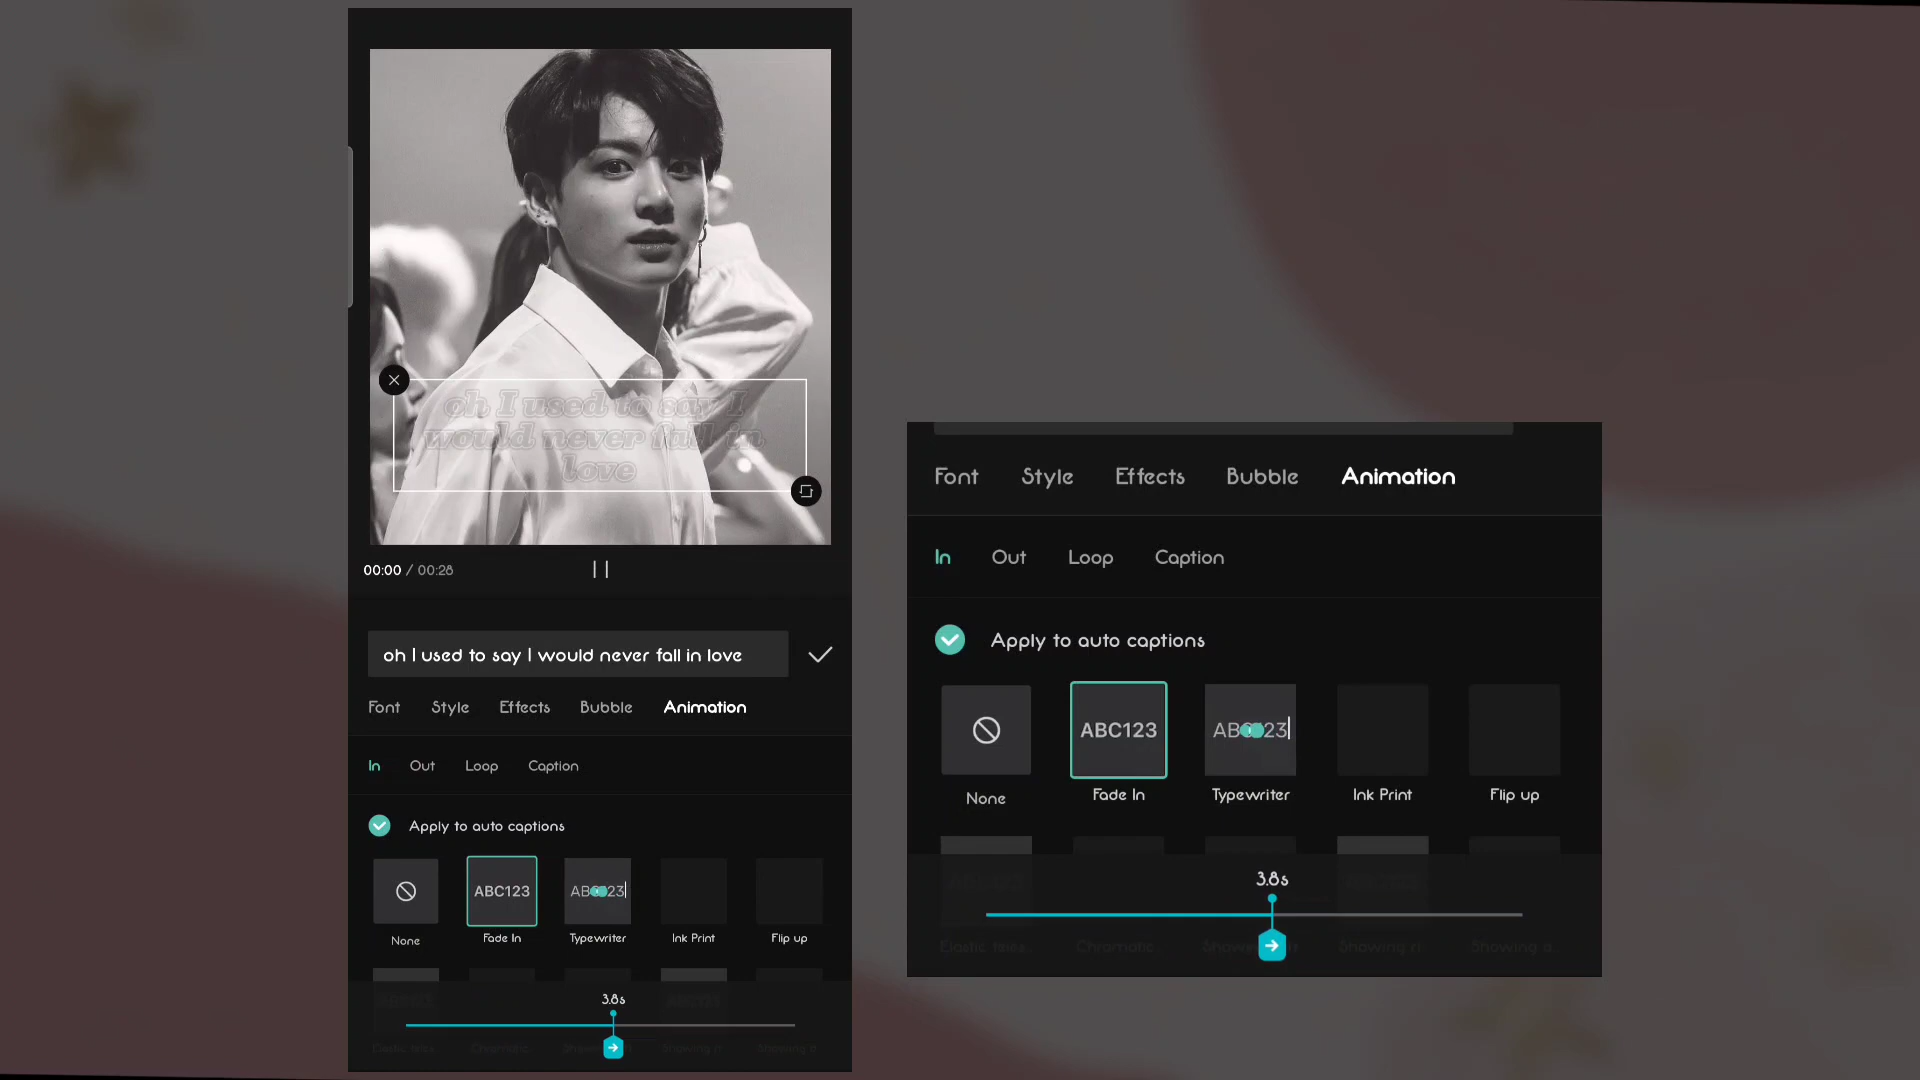 oh I used to say I
would never fall in
love
00:00 / 00:28
oh I used to say I would never fall in love
Font Style Effects Bubble Animation
In Out Loop Caption
Apply to auto captions
ABC123
None Fade In Typewriter Ink Print Flip up
3.8s
Font Style Effects Bubble Animation
In Out Loop Caption
Apply to auto captions
ABC123
None Fade In Typewriter Ink Print Flip up
3.8s